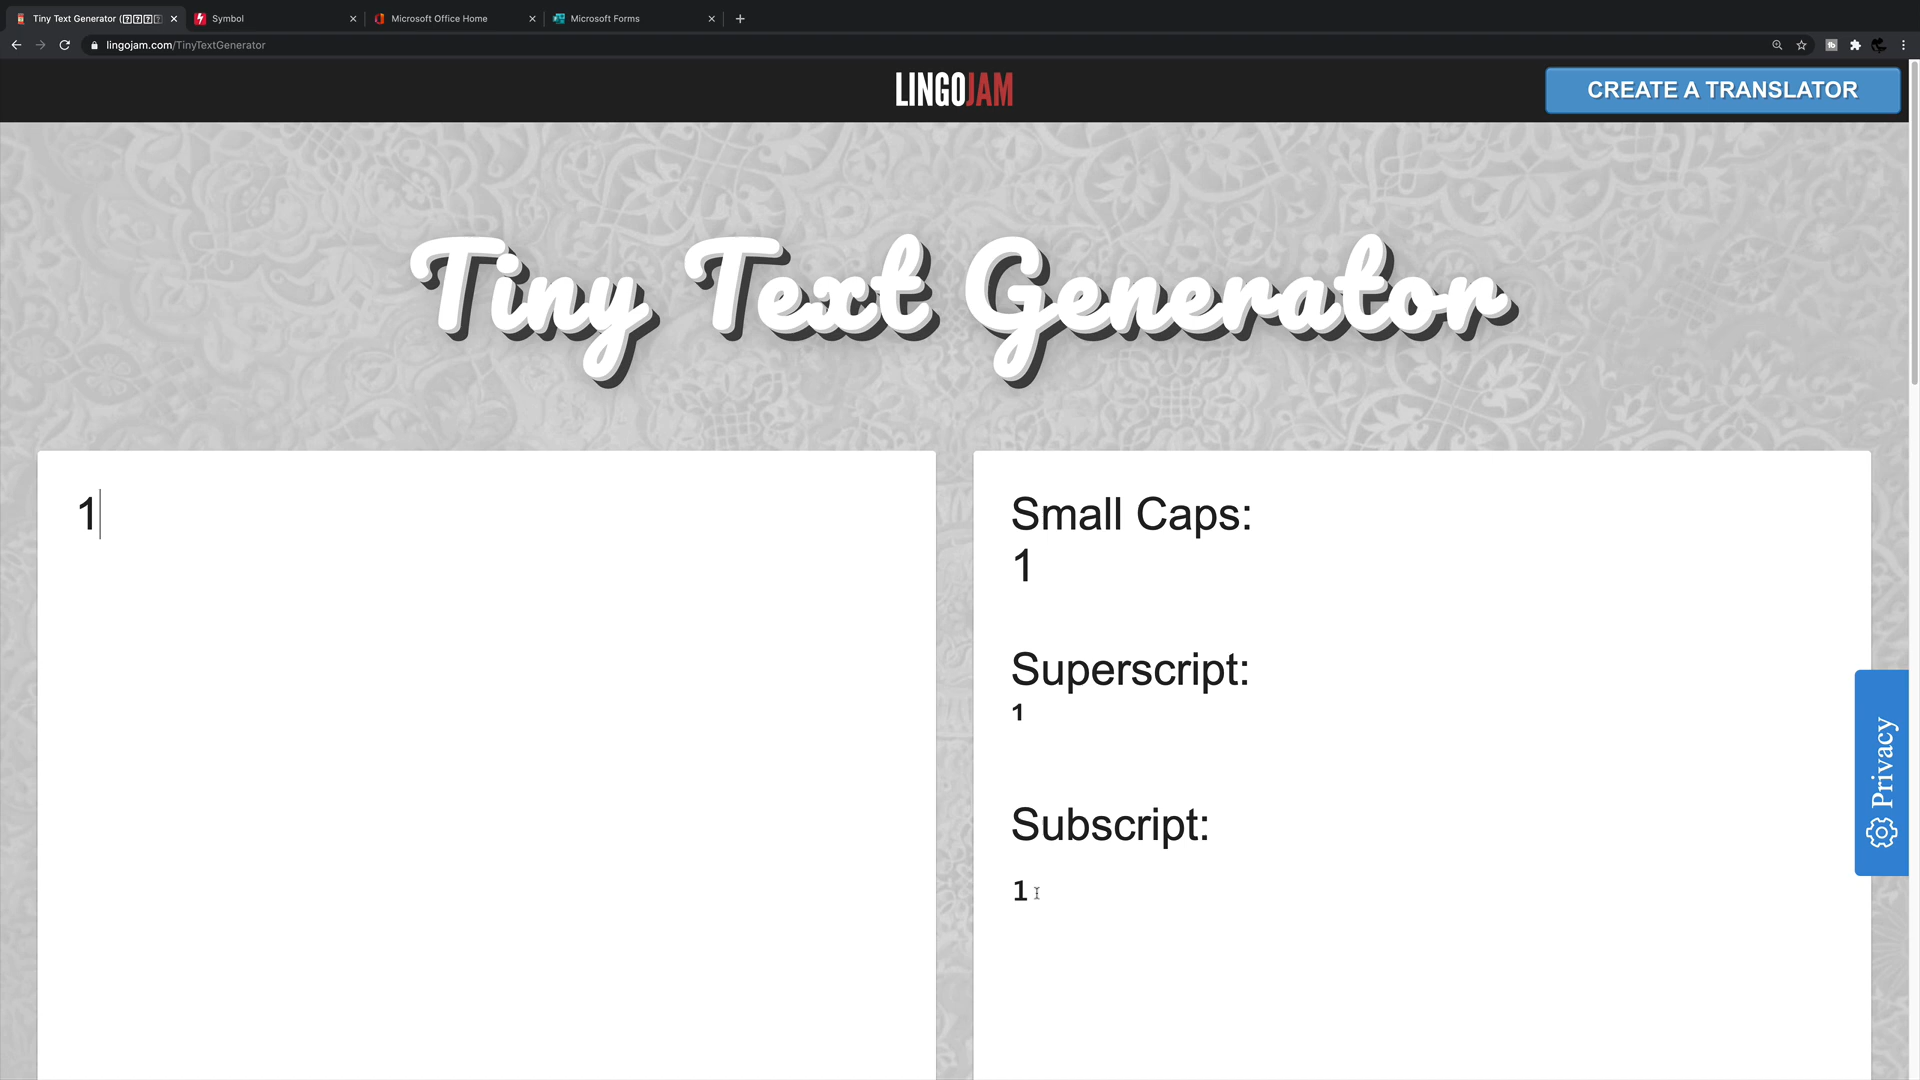 Tiny Text Generator (
Symbol
Microsoft Office Home
Microsoft Forms
lingojam.com/TinyTextGenerator
LINGOJAM
CREATE A TRANSLATOR
Tiny Text Generator
1
Small Caps:
1
Superscript:
¹
Subscript:
₁
Privacy